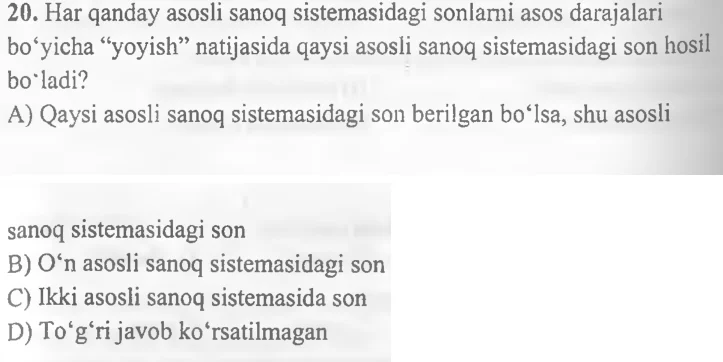 20. Har qanday asosli sanoq sistemasidagi sonlarni asos darajalari
bo‘yicha “yoyish” natijasida qaysi asosli sanoq sistemasidagi son hosil
bo‘ladi?
A) Qaysi asosli sanoq sistemasidagi son berilgan bo‘lsa, shu asosli
sanoq sistemasidagi son
B) O‘n asosli sanoq sistemasidagi son
C) Ikki asosli sanoq sistemasida son
D) To‘g‘ri javob ko‘rsatilmagan